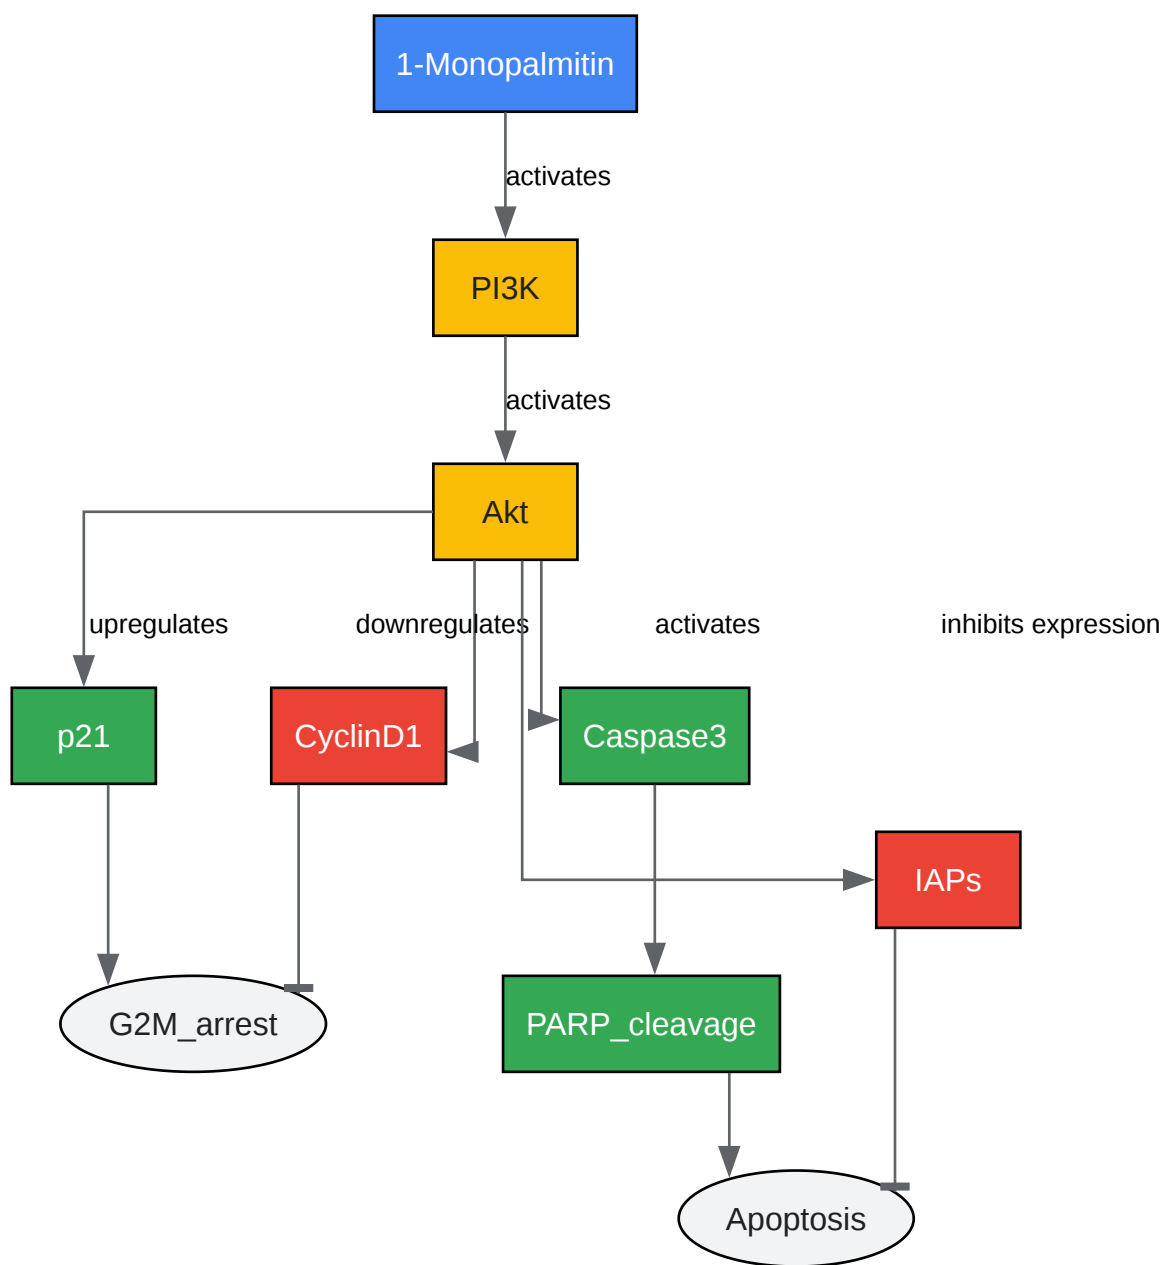 1-Monopalmitin
activates
PI3K
activates
Akt
upregulates
downregulates
activates
inhibits expression
p21
CyclinD1
Caspase3
IAPs
G2M_arrest
PARP_cleavage
Apoptosis